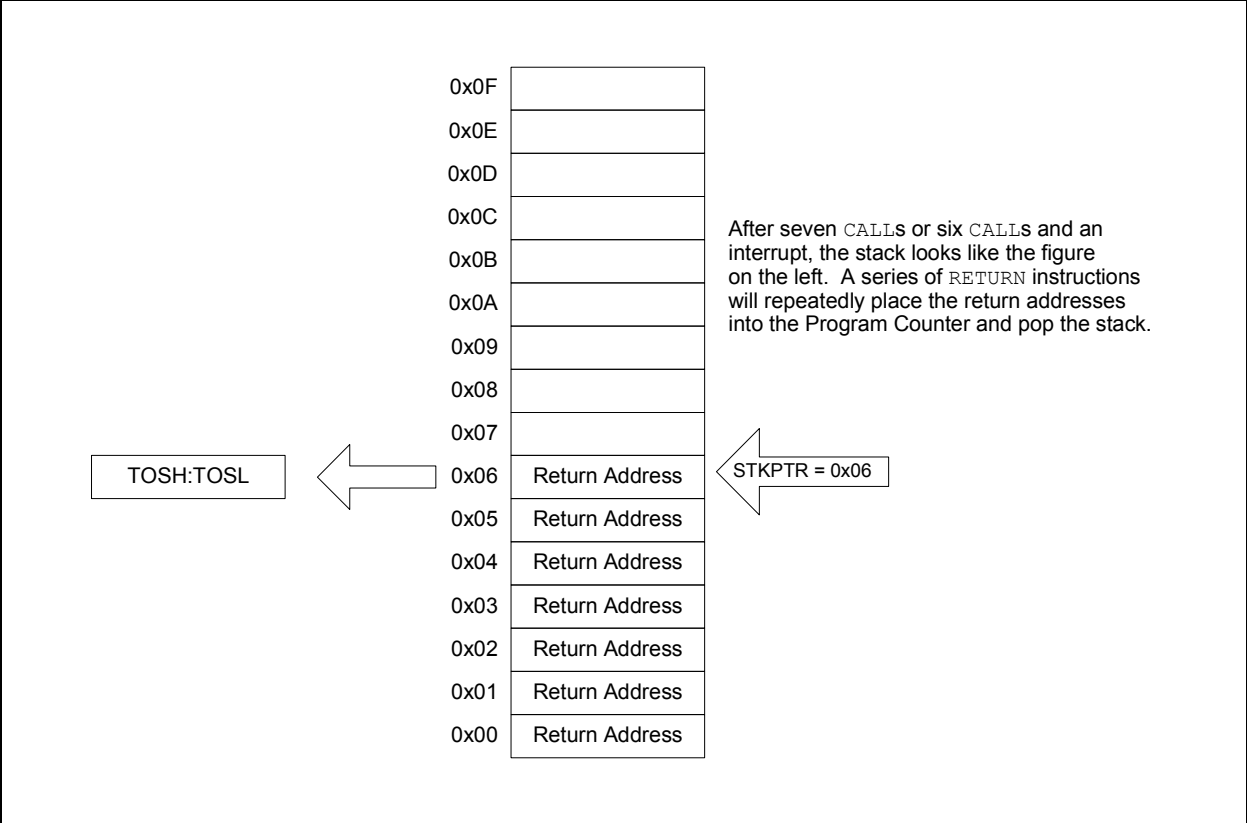 0x0F
0x0E
0x0D
0x0C
0x0B
0x0A
0x09
0x08
0x07
After seven CALLs or six CALLs and an
interrupt, the stack looks like the figure
on the left. A series of RETURN instructions
will repeatedly place the return addresses
into the Program Counter and pop the stack.
TOSH:TOSL
0x06 Return Address
STKPTR = 0x06
0x05 Return Address
0x04 Return Address
0x03 Return Address
0x02 Return Address
0x01 Return Address
0x00 Return Address